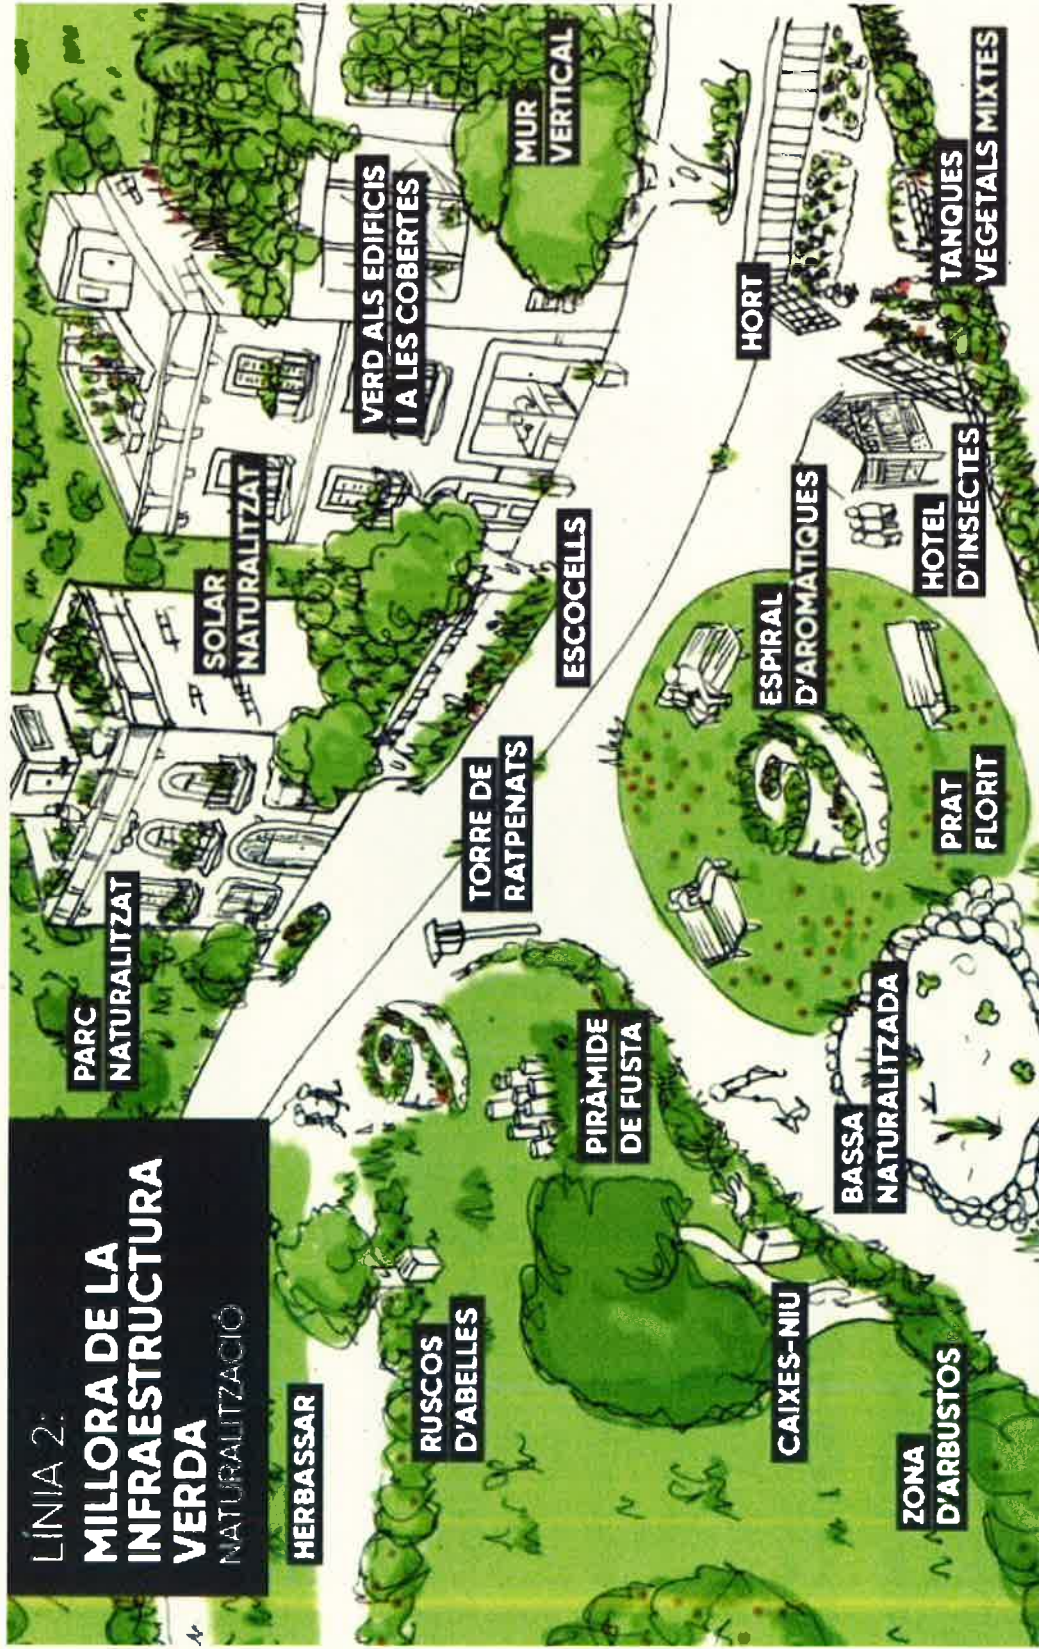 LÍNIA 2:
MILLORA DE LA
INFRAESTRUCTURA
VERDA
NATURALITZACIÓ
PARC
NATURALITZAT
SOLAR
NATURALITZAT
VERD ALS EDIFICIS
I A LES COBERTES
MUR
VERTICAL
HERBASSAR
RUSCOS
D'ABELLES
TORRE DE
RATPENATS
ESCOCELLS
HORT
PIRÀMIDE
DE FUSTA
CAIXES-NIU
ESPIRAL
D'AROMÀTIQUES
TANQUES
VEGETALS MIXTES
HOTEL
D'INSECTES
BASSA
NATURALITZADA
PRAT
FLORIT
ZONA
D'ARBUSTOS